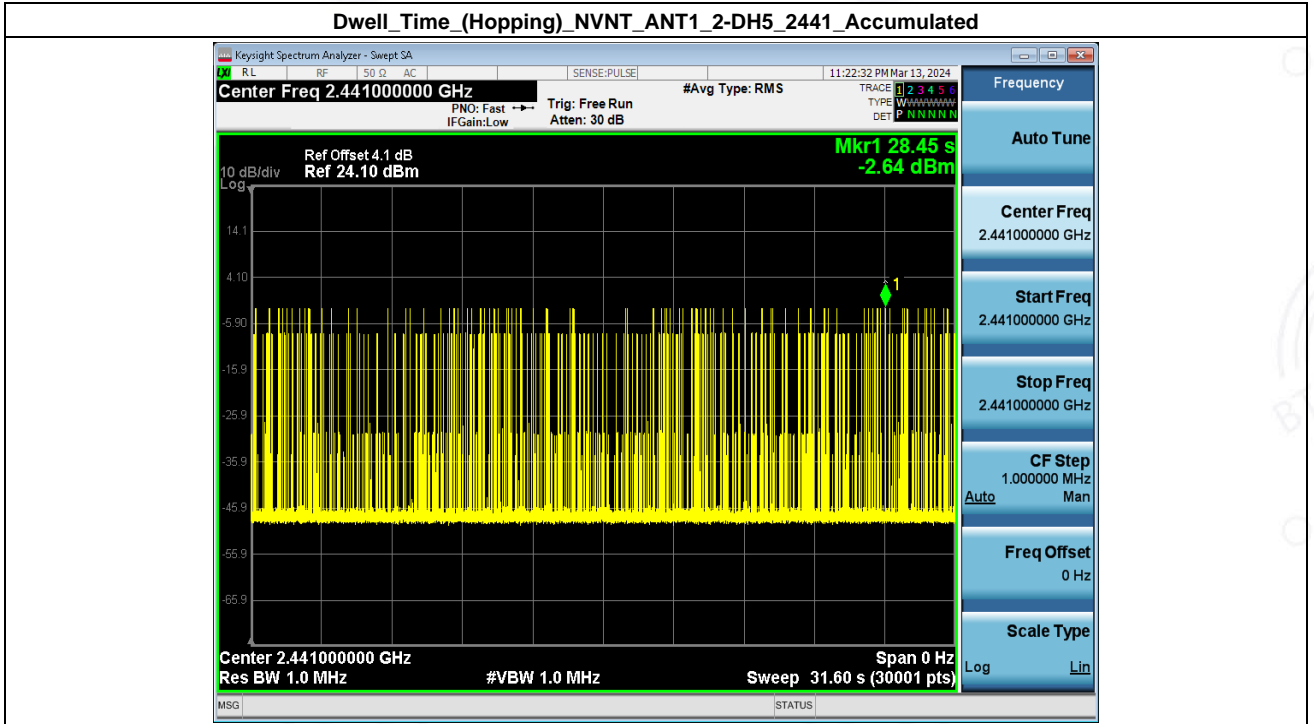 Dwell_Time_(Hopping)_NVNT_ANT1_2-DH5_2441_Accumulated
Keysight Spectrum Analyzer - Swept SA
LXI RL RF 50 Ω AC SENSE:PULSE 11:22:32 PM Mar 13, 2024
Center Freq 2.441000000 GHz
PNO: Fast
IFGain:Low
Trig: Free Run
Atten: 30 dB
#Avg Type: RMS
TRACE 1 2 3 4 5 6
TYPE WWWWWW
DET P N N N N N
Mkr1 28.45 s
-2.64 dBm
Ref Offset 4.1 dB
10 dB/div Ref 24.10 dBm
Log
14.1
4.10
-5.90
-15.9
-25.9
-35.9
-45.9
-55.9
-65.9
1
Center 2.441000000 GHz Span 0 Hz
Res BW 1.0 MHz #VBW 1.0 MHz Sweep 31.60 s (30001 pts)
MSG STATUS
Frequency
Auto Tune
Center Freq
2.441000000 GHz
Start Freq
2.441000000 GHz
Stop Freq
2.441000000 GHz
CF Step
1.000000 MHz
Auto Man
Freq Offset
0 Hz
Scale Type
Log Lin